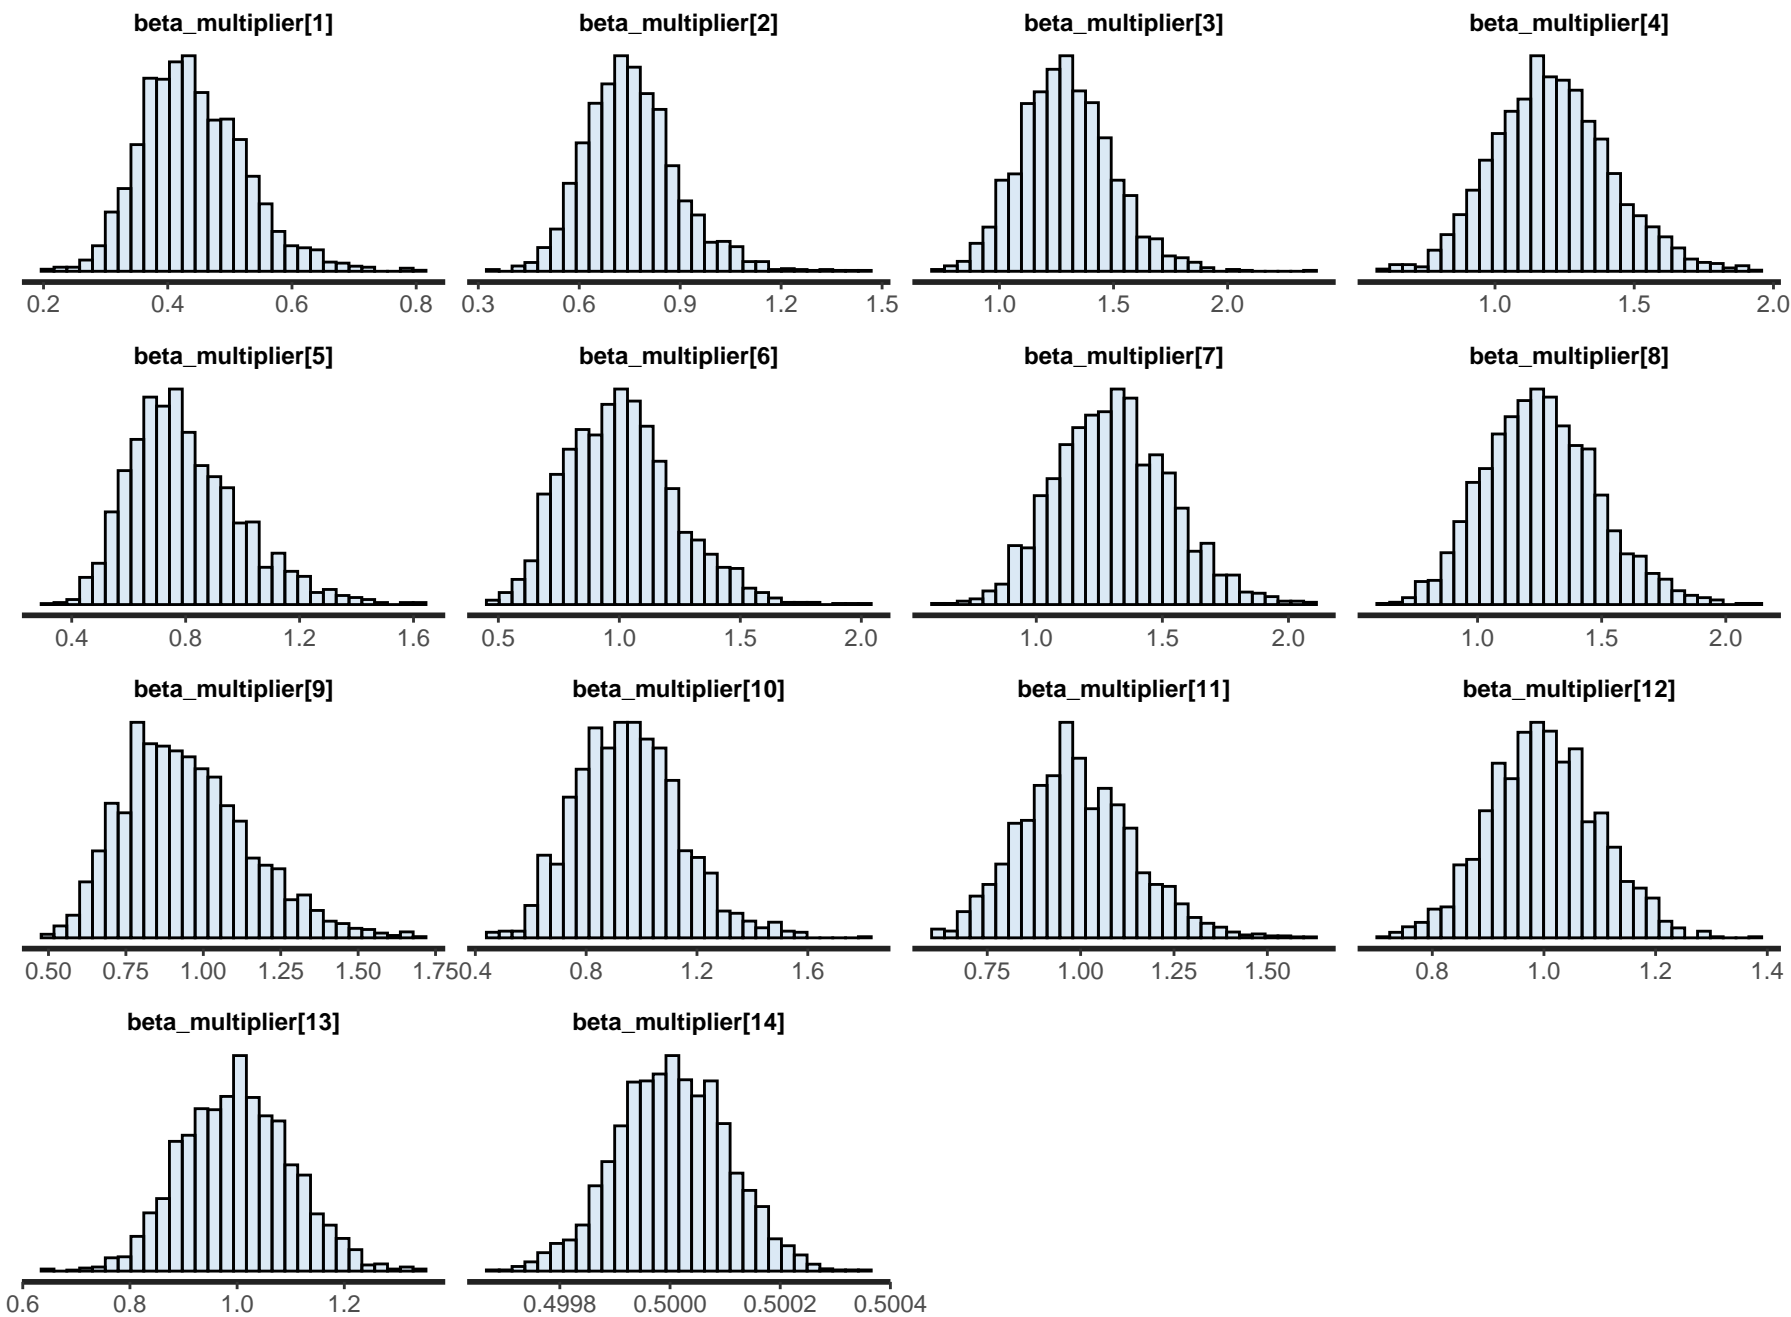 beta_multiplier[1] beta_multiplier[2] beta_multiplier[3] beta_multiplier[4]
0.2 0.4 0.6 0.8 0.3 0.6 0.9 1.2 1.5 1.0 1.5 2.0 1.0 1.5 2.0
beta_multiplier[5] beta_multiplier[6] beta_multiplier[7] beta_multiplier[8]
0.4 0.8 1.2 1.6 0.5 1.0 1.5 2.0 1.0 1.5 2.0 1.0 1.5 2.0
beta_multiplier[9] beta_multiplier[10] beta_multiplier[11] beta_multiplier[12]
0.50 0.75 1.00 1.25 1.50 1.75 0.4 0.8 1.2 1.6 0.75 1.00 1.25 1.50 0.8 1.0 1.2 1.4
beta_multiplier[13] beta_multiplier[14]
0.6 0.8 1.0 1.2 0.4998 0.5000 0.5002 0.5004